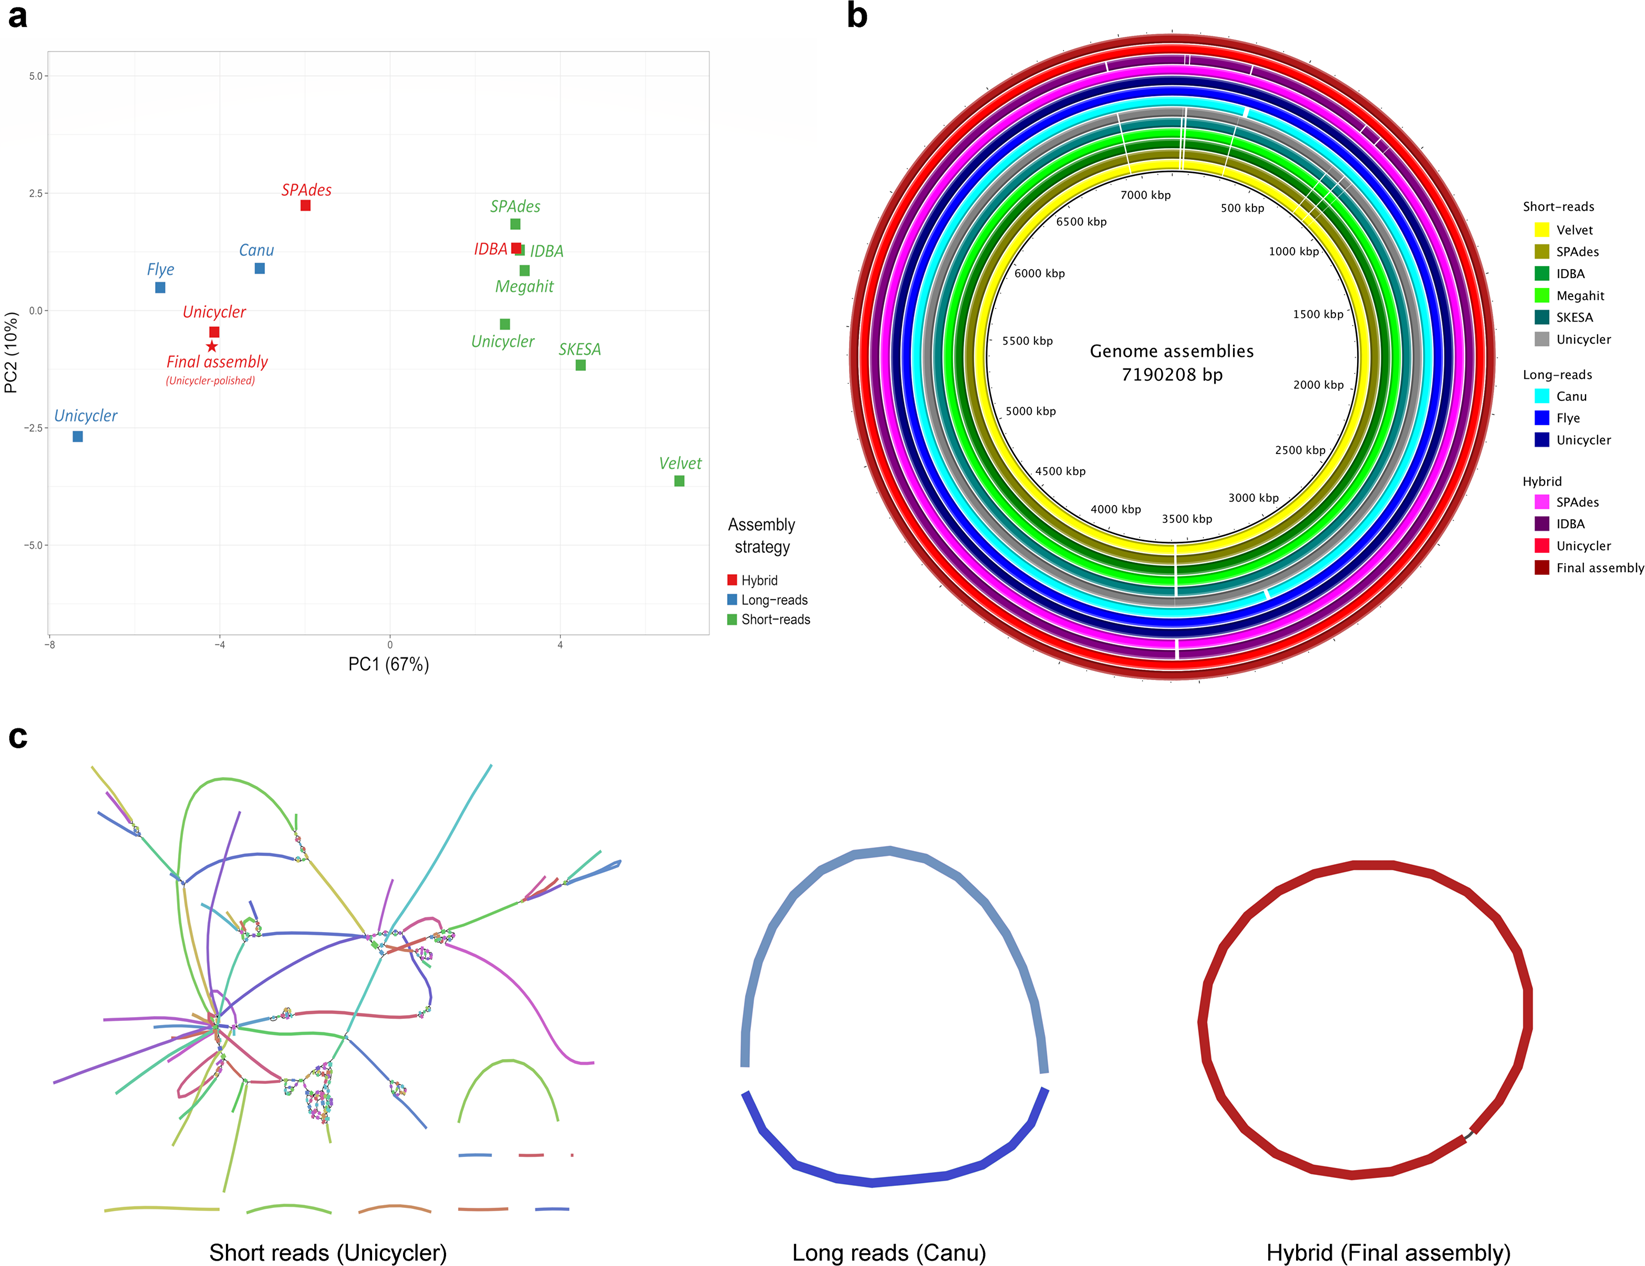 a
5.0
2.5
0.0
−2.5
−5.0
PC2 (10%)
−8
−4
0
4
PC1 (67%)
SPAdes
Canu
Flye
Unicycler
Final assembly
(Unicycler-polished)
Unicycler
SPAdes
IDBA
IDBA
Megahit
Unicycler
SKESA
Velvet
Assembly
strategy
Hybrid
Long−reads
Short−reads
b
7000 kbp
500 kbp
6500 kbp
1000 kbp
6000 kbp
1500 kbp
5500 kbp
Genome assemblies
7190208 bp
2000 kbp
5000 kbp
2500 kbp
4500 kbp
3000 kbp
4000 kbp
3500 kbp
Short−reads
Velvet
SPAdes
IDBA
Megahit
SKESA
Unicycler
Long−reads
Canu
Flye
Unicycler
Hybrid
SPAdes
IDBA
Unicycler
Final assembly
c
Short reads (Unicycler)
Long reads (Canu)
Hybrid (Final assembly)